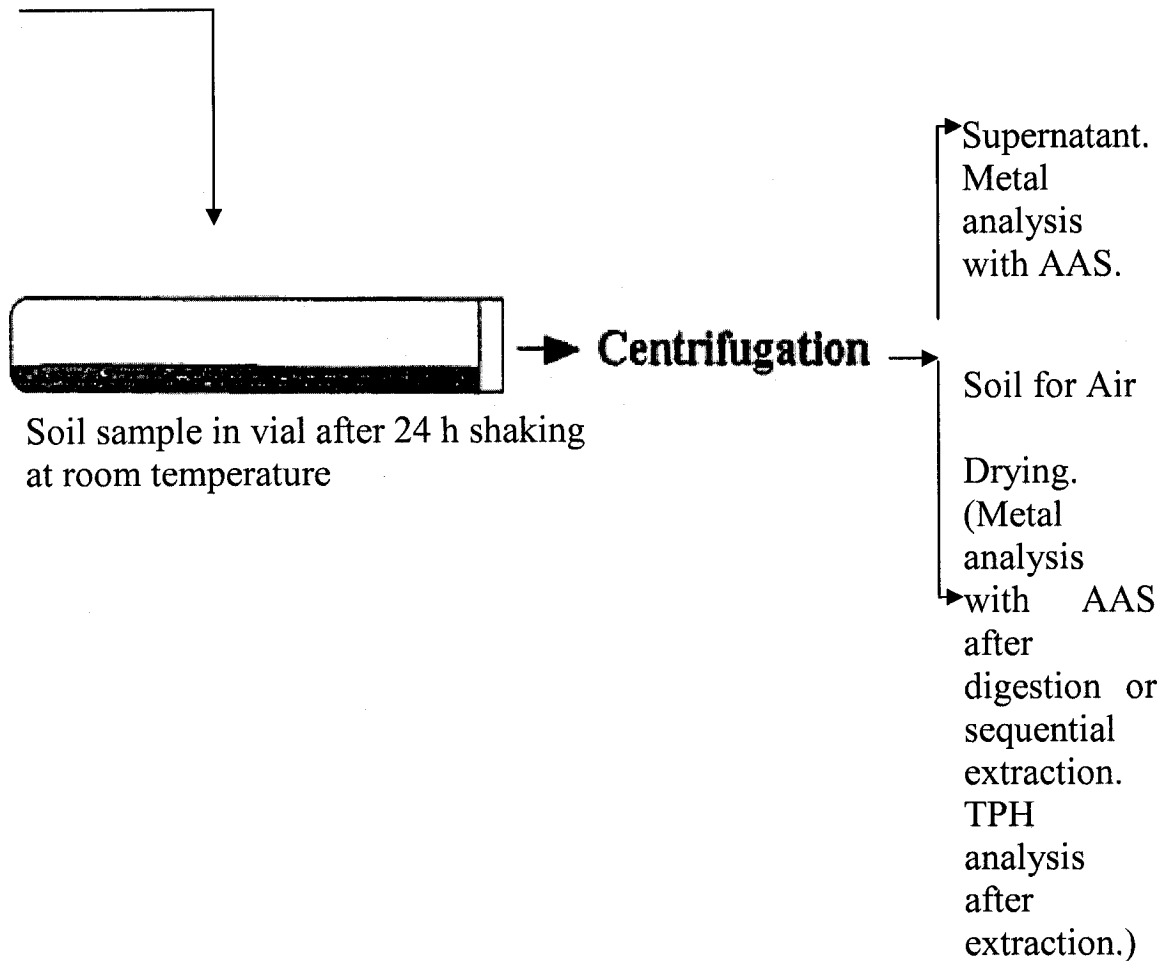 Supernatant.
Metal
analysis
with AAS.
Centrifugation
Soil for Air
Soil sample in vial after 24 h shaking
at room temperature
Drying.
(Metal
analysis
with AAS
after
digestion or
sequential
extraction.
TPH
analysis
after
extraction.)